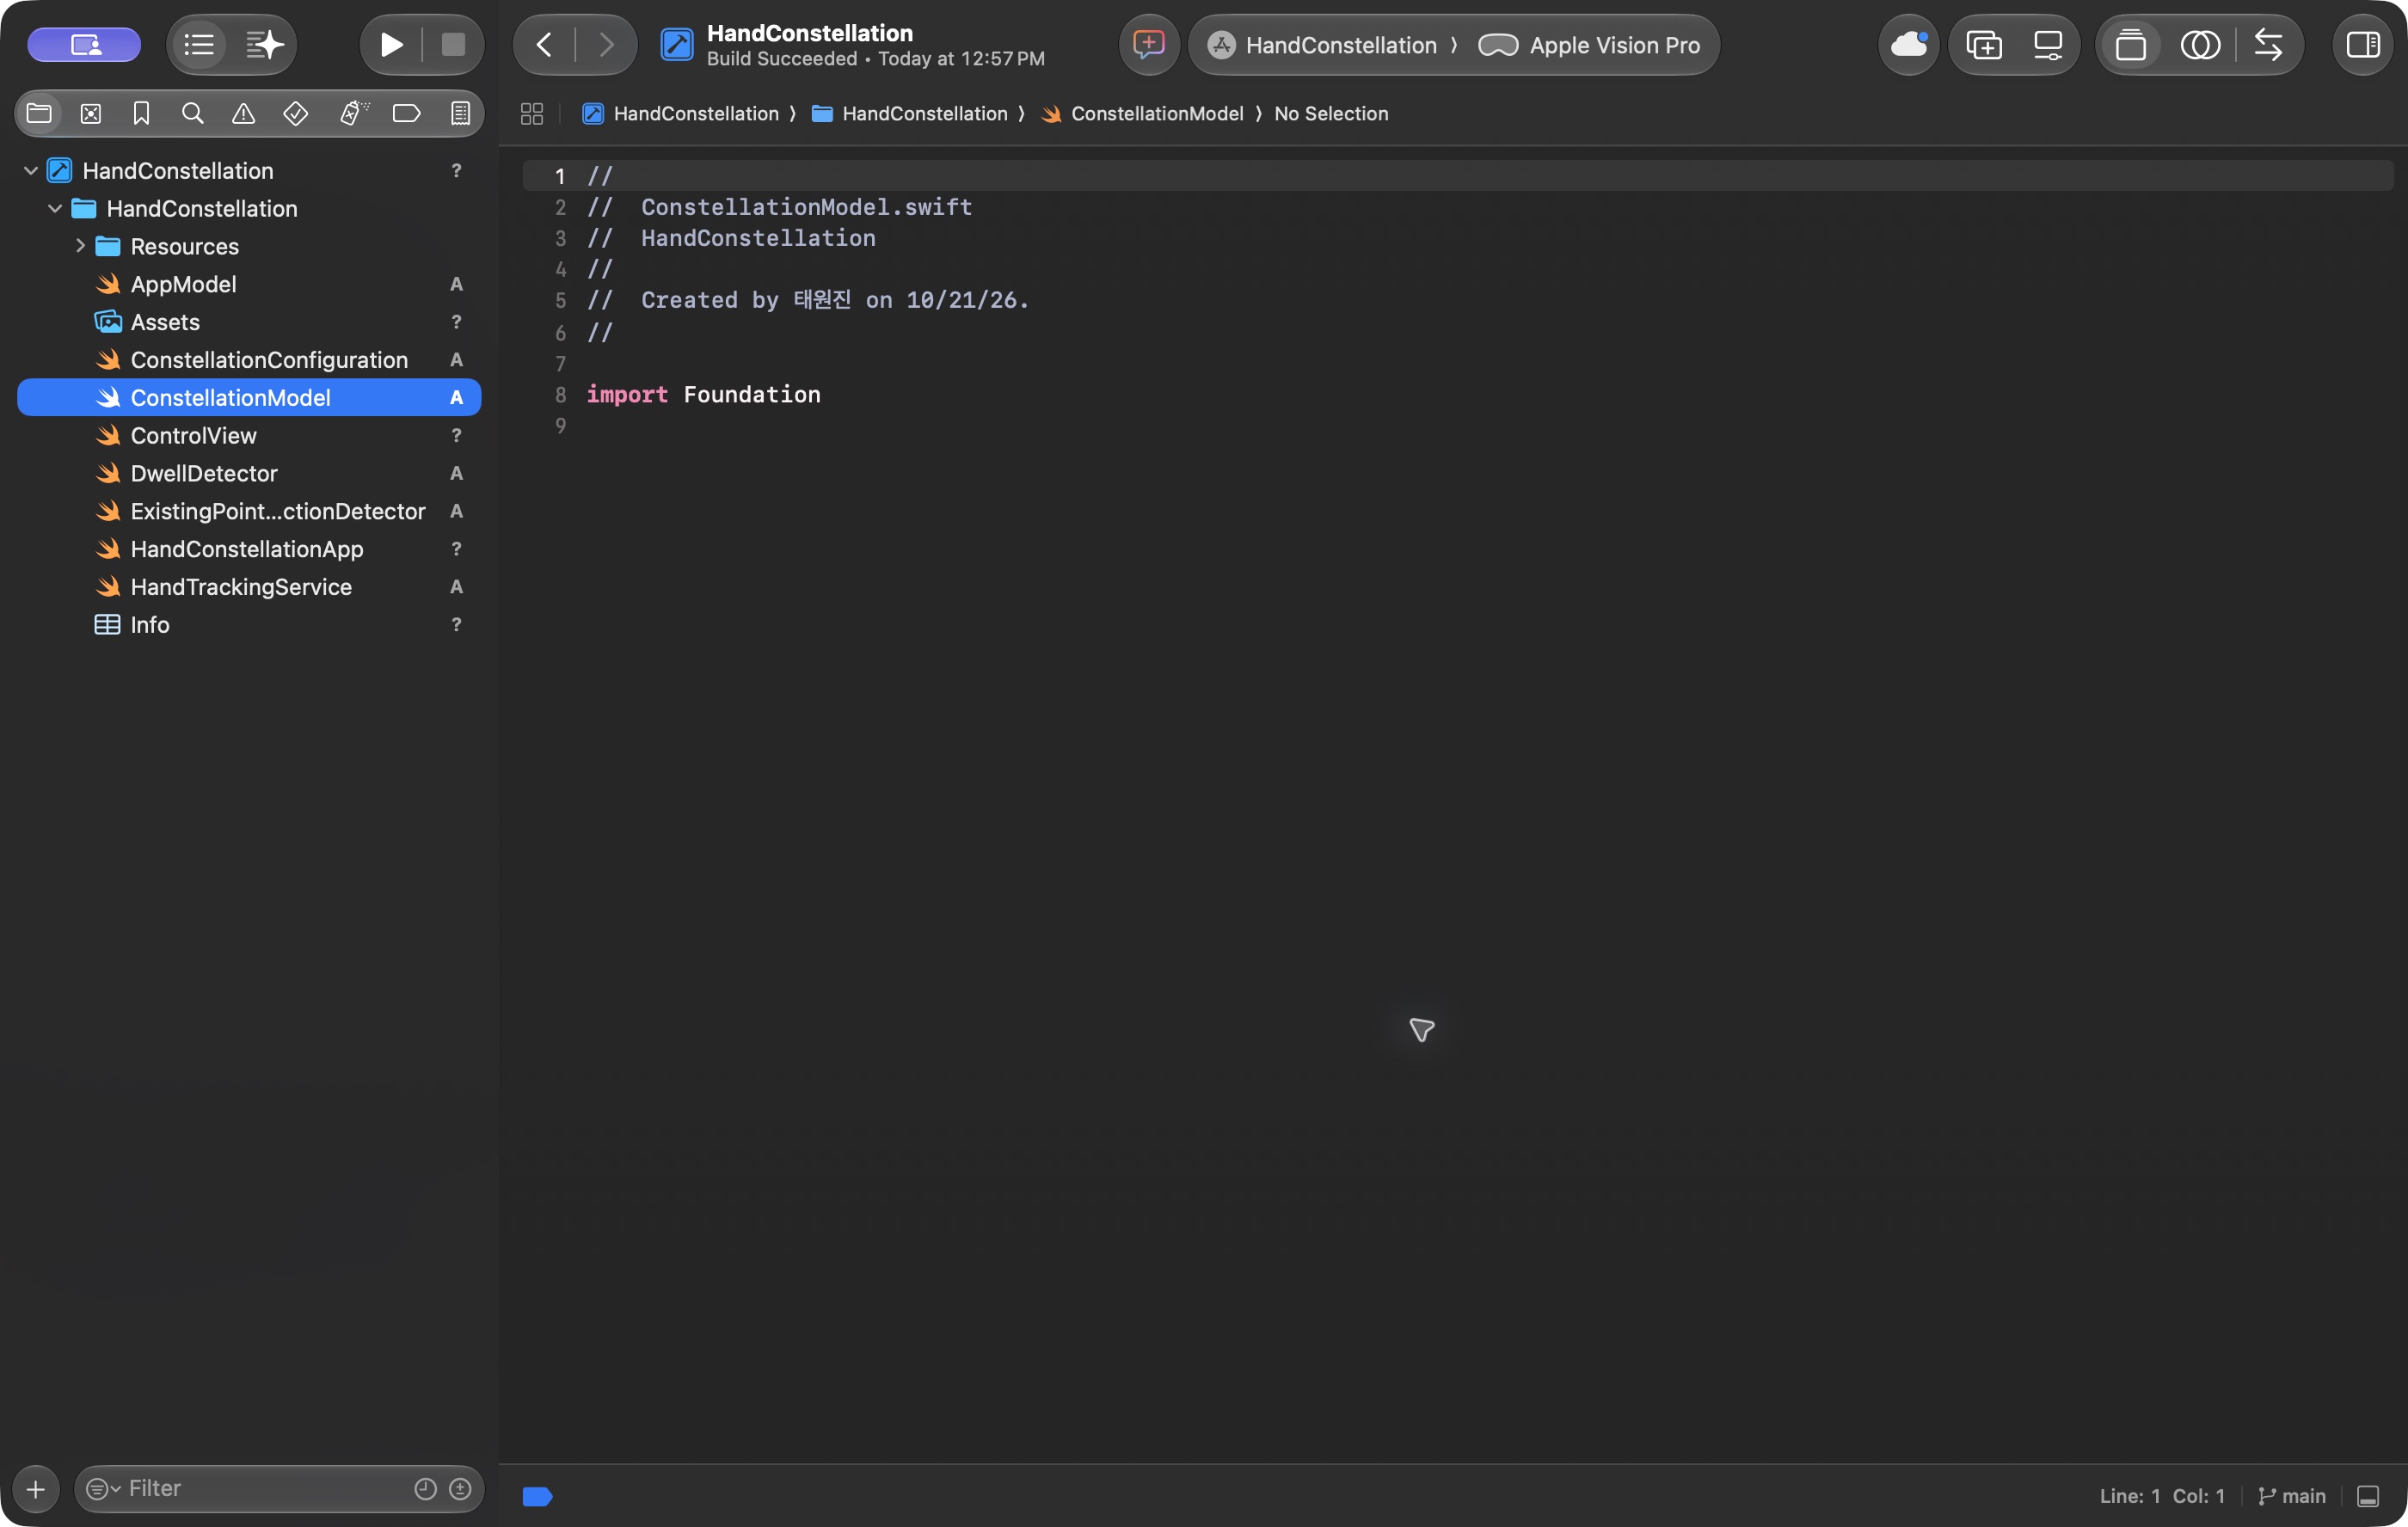 HandConstellation
Build Succeeded • Today at 12:57 PM
HandConstellation 〉 Apple Vision Pro
HandConstellation 〉 HandConstellation 〉 ConstellationModel 〉 No Selection
HandConstellation ?
HandConstellation
Resources
AppModel A
Assets ?
ConstellationConfiguration A
ConstellationModel A
ControlView ?
DwellDetector A
ExistingPoint...ctionDetector A
HandConstellationApp ?
HandTrackingService A
Info ?
Filter
1 //
2 //  ConstellationModel.swift
3 //  HandConstellation
4 //
5 //  Created by 태원진 on 10/21/26.
6 //
7
8 import Foundation
9
Line: 1 Col: 1 main